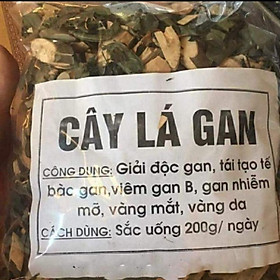 CÂY LÁ GAN
CÔNG DỤNG: Giải độc gan, tái tạo tế
bàc gan,viêm gan B, gan nhiễm
mỡ, vàng mắt, vàng da
CÁCH DÙNG: Sắc uống 200g/ ngày